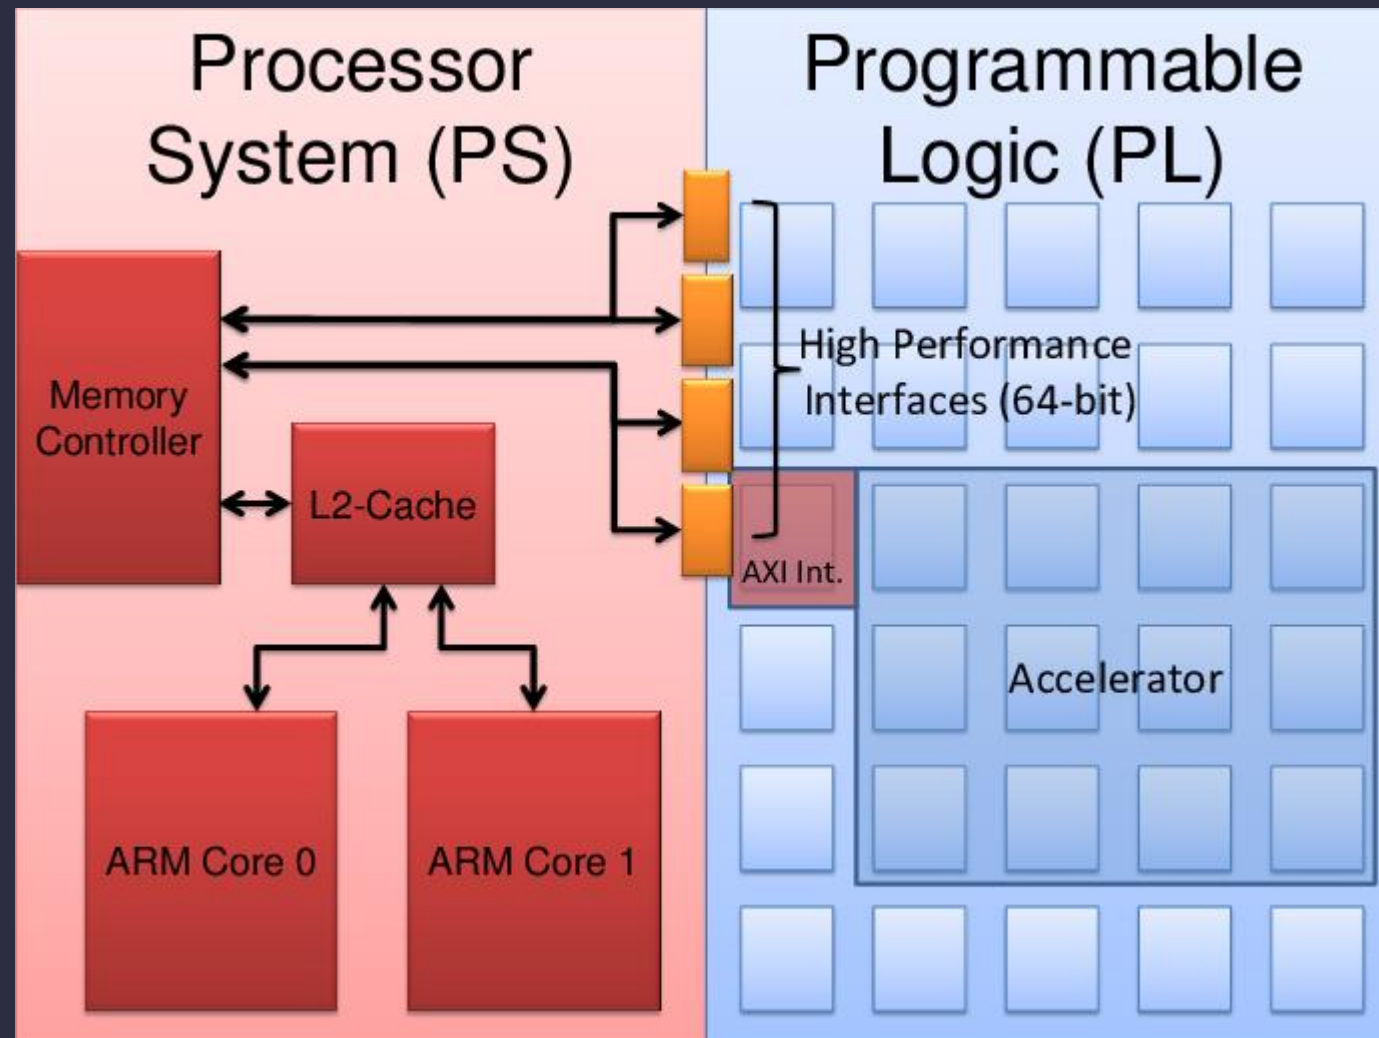 Processor
System (PS)
Programmable
Logic (PL)
High Performance
Interfaces (64-bit)
Memory
Controller
L2-Cache
AXI Int.
Accelerator
ARM Core 0
ARM Core 1